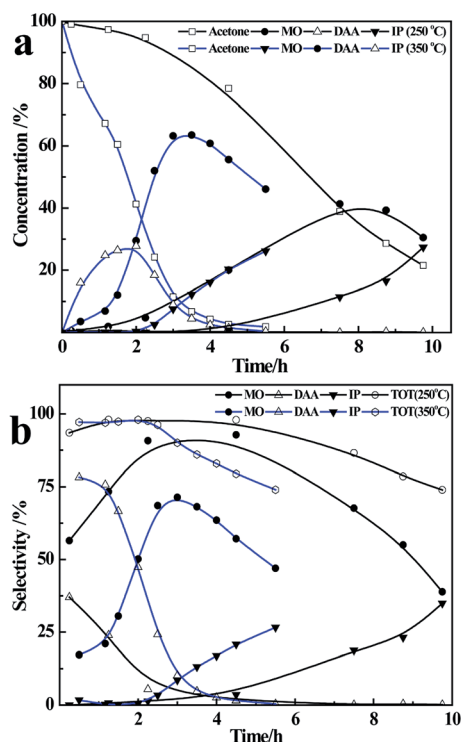 a
Acetone MO DAA IP (250 °C)
Acetone MO DAA IP (350 °C)
100
80
60
40
20
Concentration /%
0 2 4 6 8 10
Time/h
b
MO DAA IP TOT(250°C)
MO DAA IP TOT(350°C)
100
75
50
25
0
Selectivity /%
0 2 4 6 8 10
Time/h